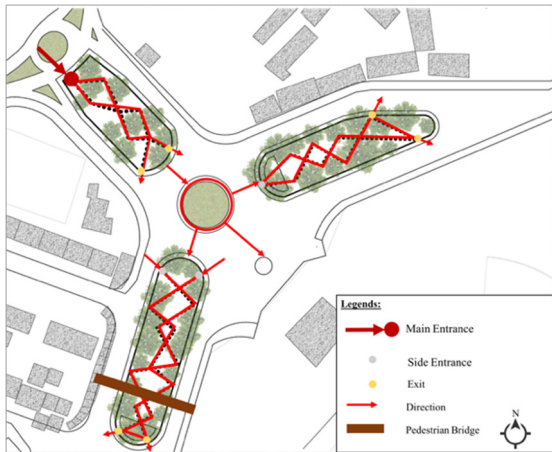 Legends:
Main Entrance
Side Entrance
Exit
Direction
Pedestrian Bridge
N